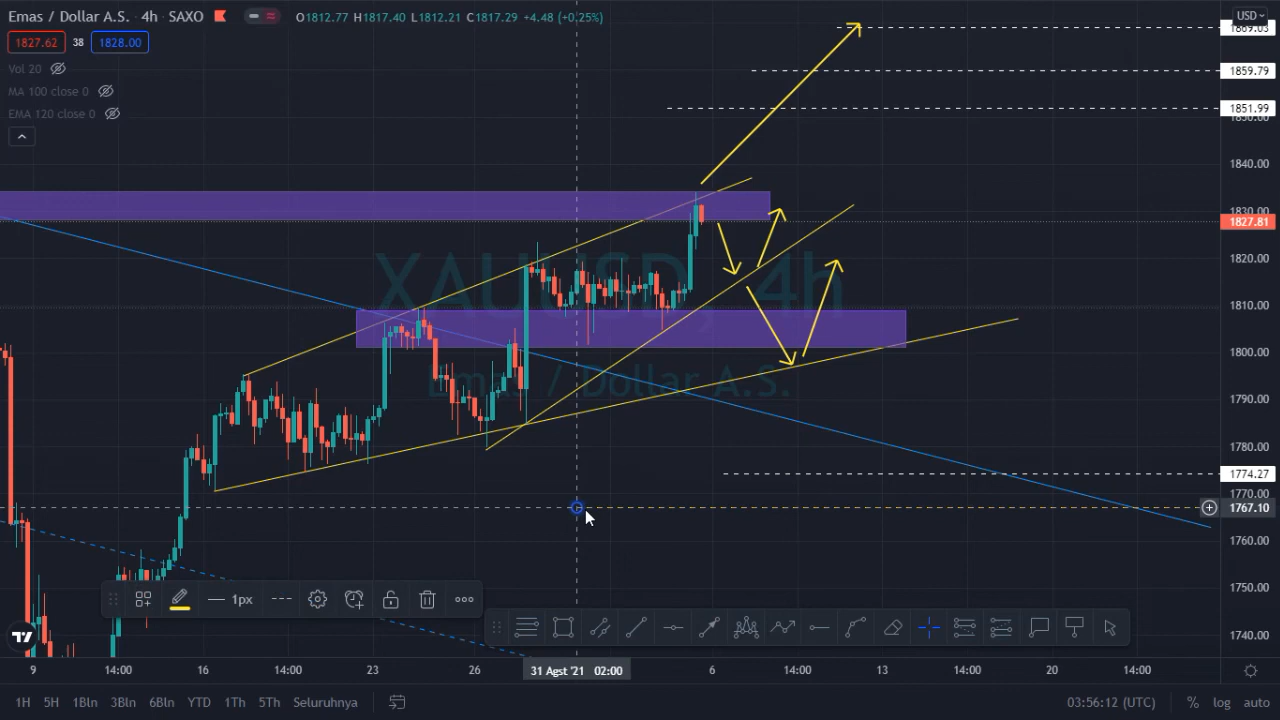 Emas / Dollar A.S. · 4h · SAXO O1812.77 H1817.40 L1812.21 C1817.29 +4.48 (+0.25%)
USD
1827.62 38 1828.00
Vol 20
MA 100 close 0
EMA 120 close 0
1869.03
1859.79
1851.99
1850.00
1840.00
1830.00
1827.81
1820.00
1810.00
1800.00
1790.00
1780.00
1774.27
1770.00
1767.10
1760.00
1750.00
1740.00
XAUUSD, 4h
Emas / Dollar A.S.
1px
9 14:00 16 14:00 23 26 31 Agst '21 02:00 6 14:00 13 14:00 20 14:00
1H 5H 1Bln 3Bln 6Bln YTD 1Th 5Th Seluruhnya 03:56:12 (UTC) % log auto